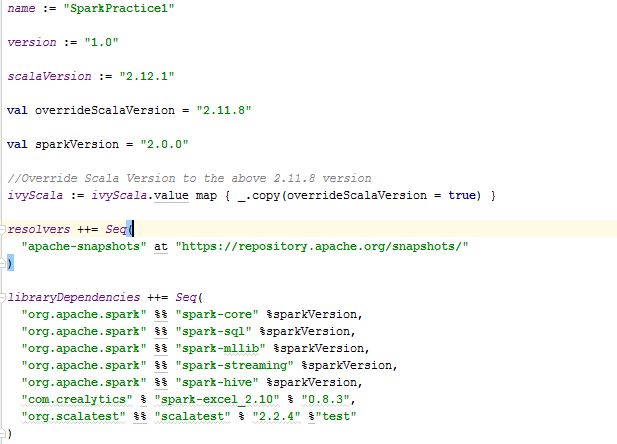 name := "SparkPractice1"
version := "1.0"
scalaVersion := "2.12.1"
val overrideScalaVersion = "2.11.8"
val sparkVersion = "2.0.0"
//Override Scala Version to the above 2.11.8 version
ivyScala := ivyScala.value map { _.copy(overrideScalaVersion = true) }
resolvers ++= Seq(
"apache-snapshots" at "https://repository.apache.org/snapshots/"
)
libraryDependencies ++= Seq(
"org.apache.spark" %% "spark-core" %sparkVersion,
"org.apache.spark" %% "spark-sql" %sparkVersion,
"org.apache.spark" %% "spark-mllib" %sparkVersion,
"org.apache.spark" %% "spark-streaming" %sparkVersion,
"org.apache.spark" %% "spark-hive" %sparkVersion,
"com.crealytics" % "spark-excel_2.10" % "0.8.3",
"org.scalatest" %% "scalatest" % "2.2.4" %"test"
)